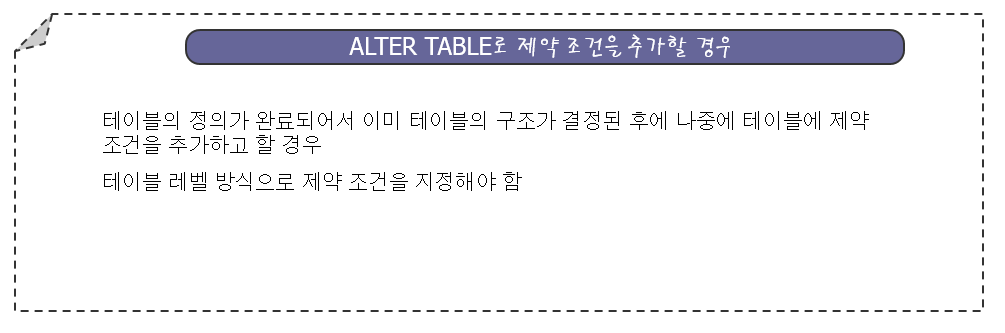 ALTER TABLE로 제약 조건을 추가할 경우
테이블의 정의가 완료되어서 이미 테이블의 구조가 결정된 후에 나중에 테이블에 제약
조건을 추가하고 할 경우
테이블 레벨 방식으로 제약 조건을 지정해야 함